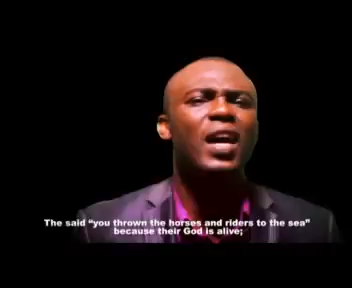 The said “you thrown the horses and riders to the sea”
because their God is alive;